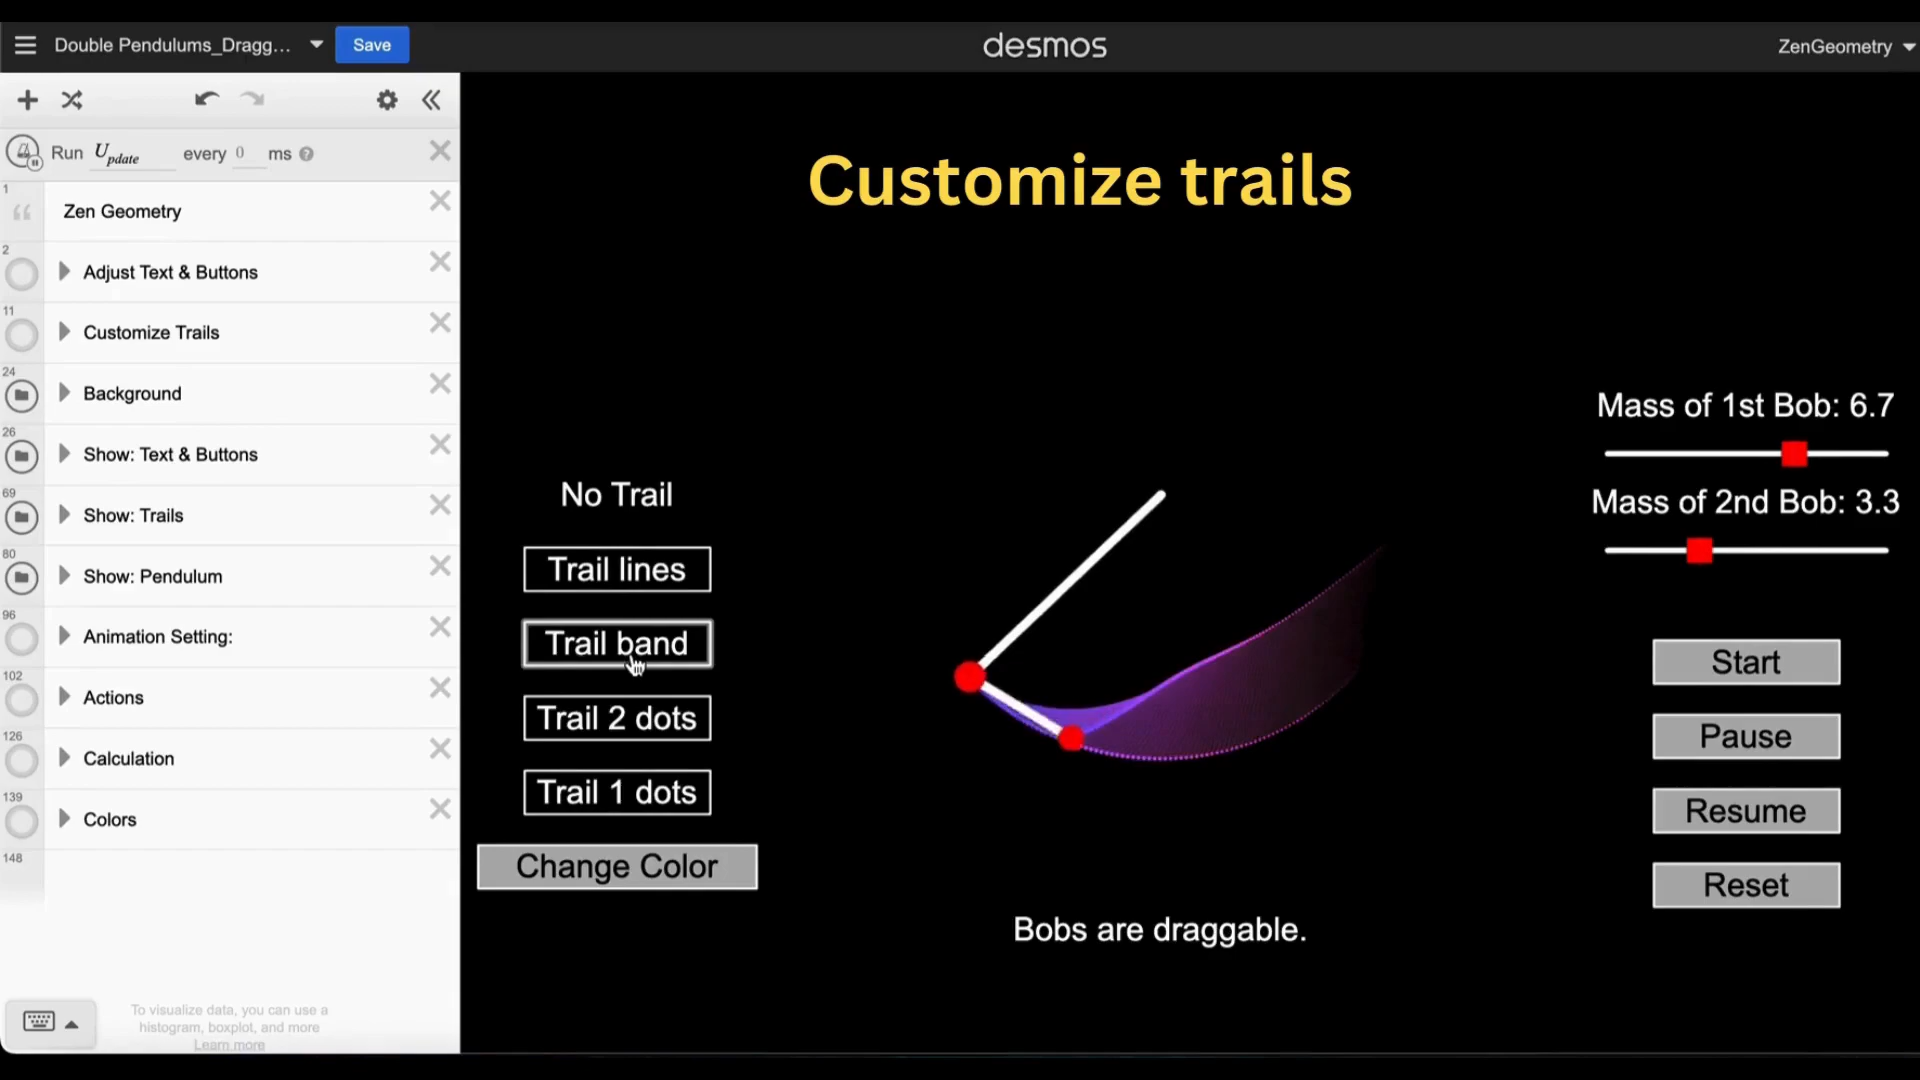 Double Pendulums_Dragg...
Save
desmos
ZenGeometry
Run Update every 0 ms ?
1
Zen Geometry
2
Adjust Text & Buttons
11
Customize Trails
24
Background
26
Show: Text & Buttons
69
Show: Trails
80
Show: Pendulum
96
Animation Setting:
102
Actions
126
Calculation
139
Colors
148
To visualize data, you can use a
histogram, boxplot, and more
Learn more
Customize trails
No Trail
Trail lines
Trail band
Trail 2 dots
Trail 1 dots
Change Color
Bobs are draggable.
Mass of 1st Bob: 6.7
Mass of 2nd Bob: 3.3
Start
Pause
Resume
Reset